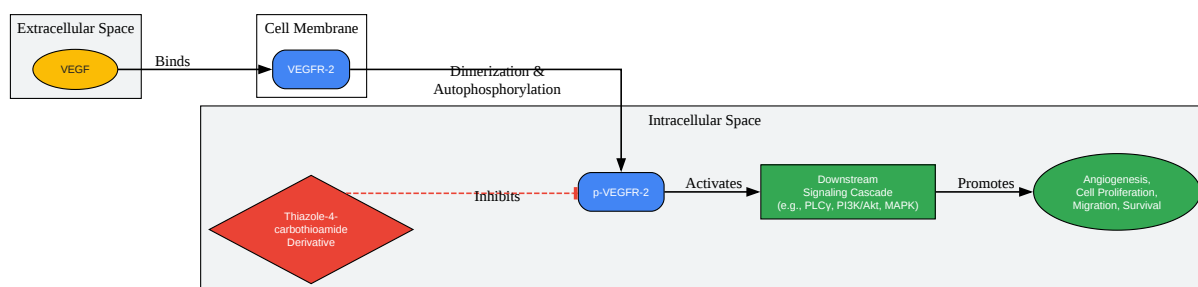 Extracellular Space
VEGF
Binds
Cell Membrane
VEGFR-2
Dimerization &
Autophosphorylation
Intracellular Space
Thiazole-4-
carbothioamide
Derivative
Inhibits
p-VEGFR-2
Activates
Downstream
Signaling Cascade
(e.g., PLCγ, PI3K/Akt, MAPK)
Promotes
Angiogenesis,
Cell Proliferation,
Migration, Survival